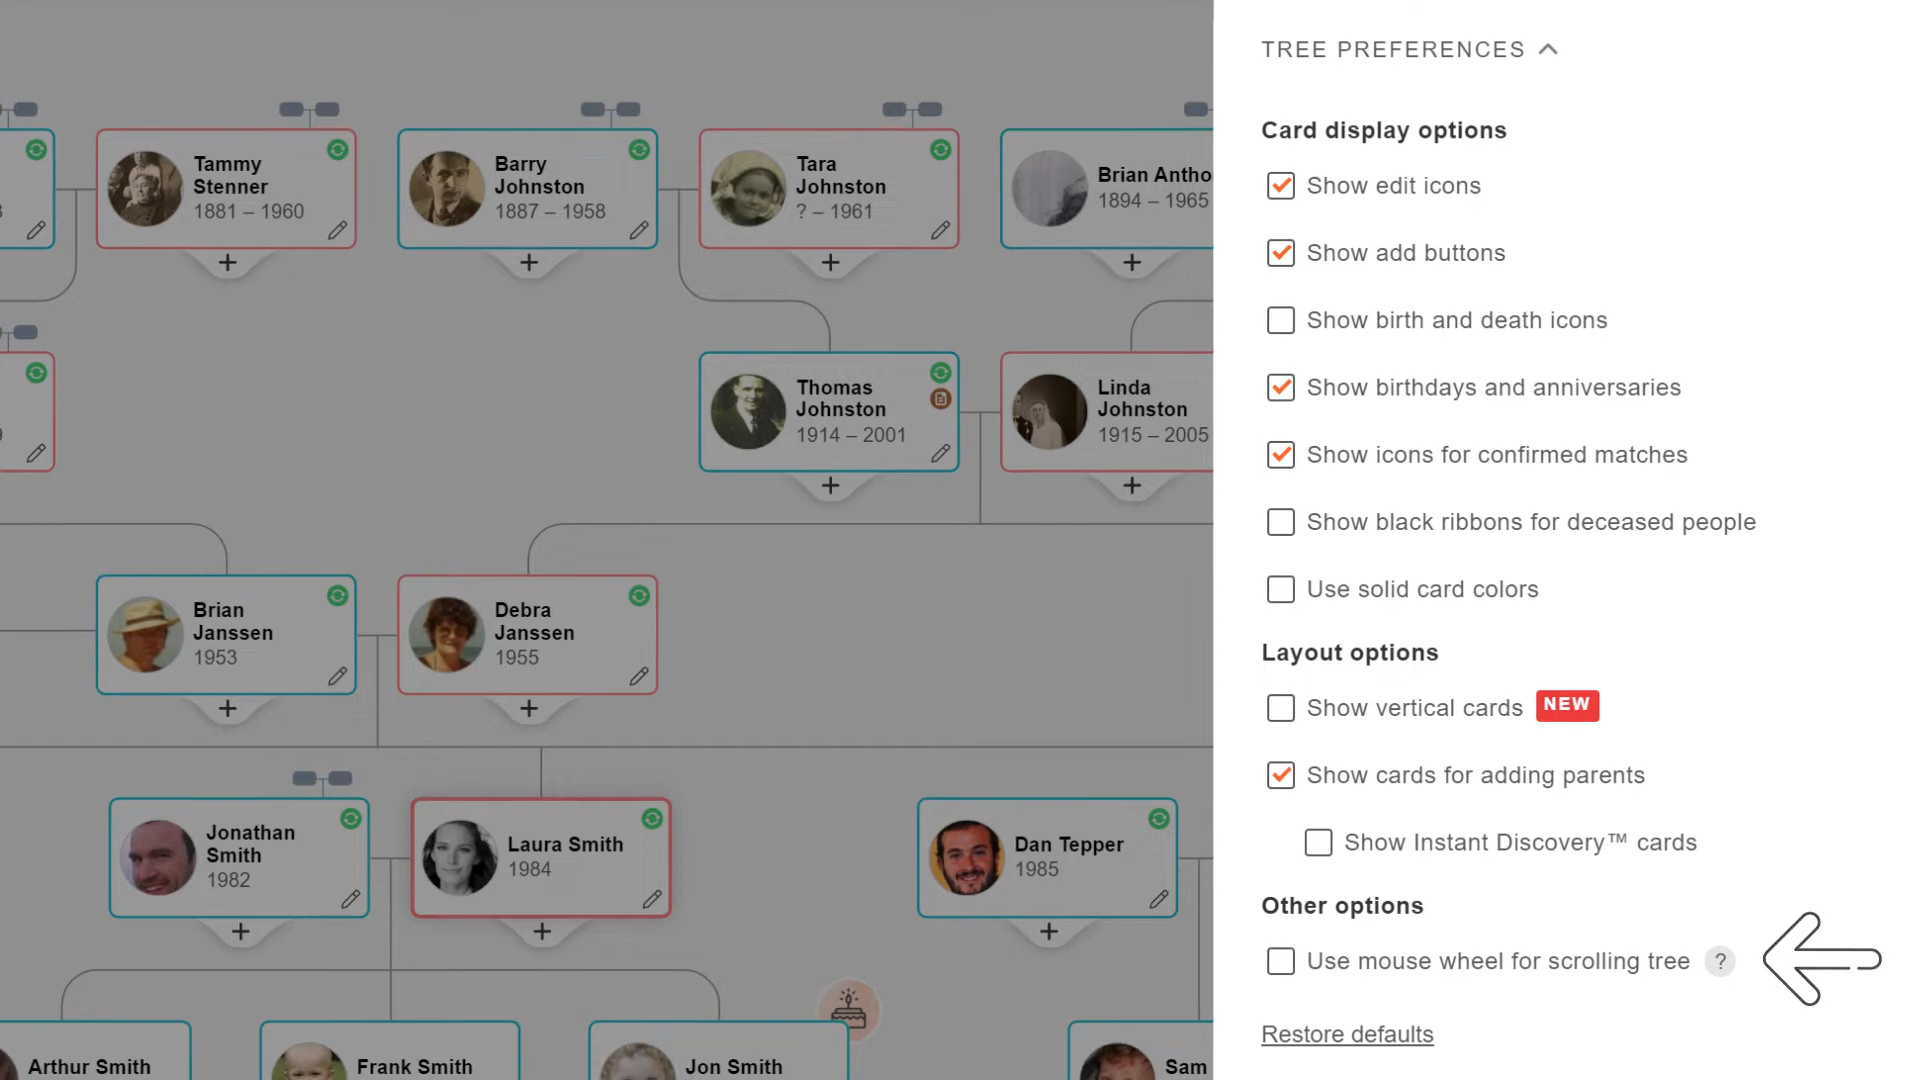 TREE PREFERENCES
Card display options
Show edit icons
Show add buttons
Show birth and death icons
Show birthdays and anniversaries
Show icons for confirmed matches
Show black ribbons for deceased people
Use solid card colors
Layout options
Show vertical cards NEW
Show cards for adding parents
Show Instant Discovery™ cards
Other options
Use mouse wheel for scrolling tree ?
Restore defaults
Tammy
Stenner
1881 – 1960
Barry
Johnston
1887 – 1958
Tara
Johnston
? – 1961
Brian Antho
1894 – 1965
Thomas
Johnston
1914 – 2001
Linda
Johnston
1915 – 2005
Brian
Janssen
1953
Debra
Janssen
1955
Jonathan
Smith
1982
Laura Smith
1984
Dan Tepper
1985
Arthur Smith
Frank Smith
Jon Smith
Sam